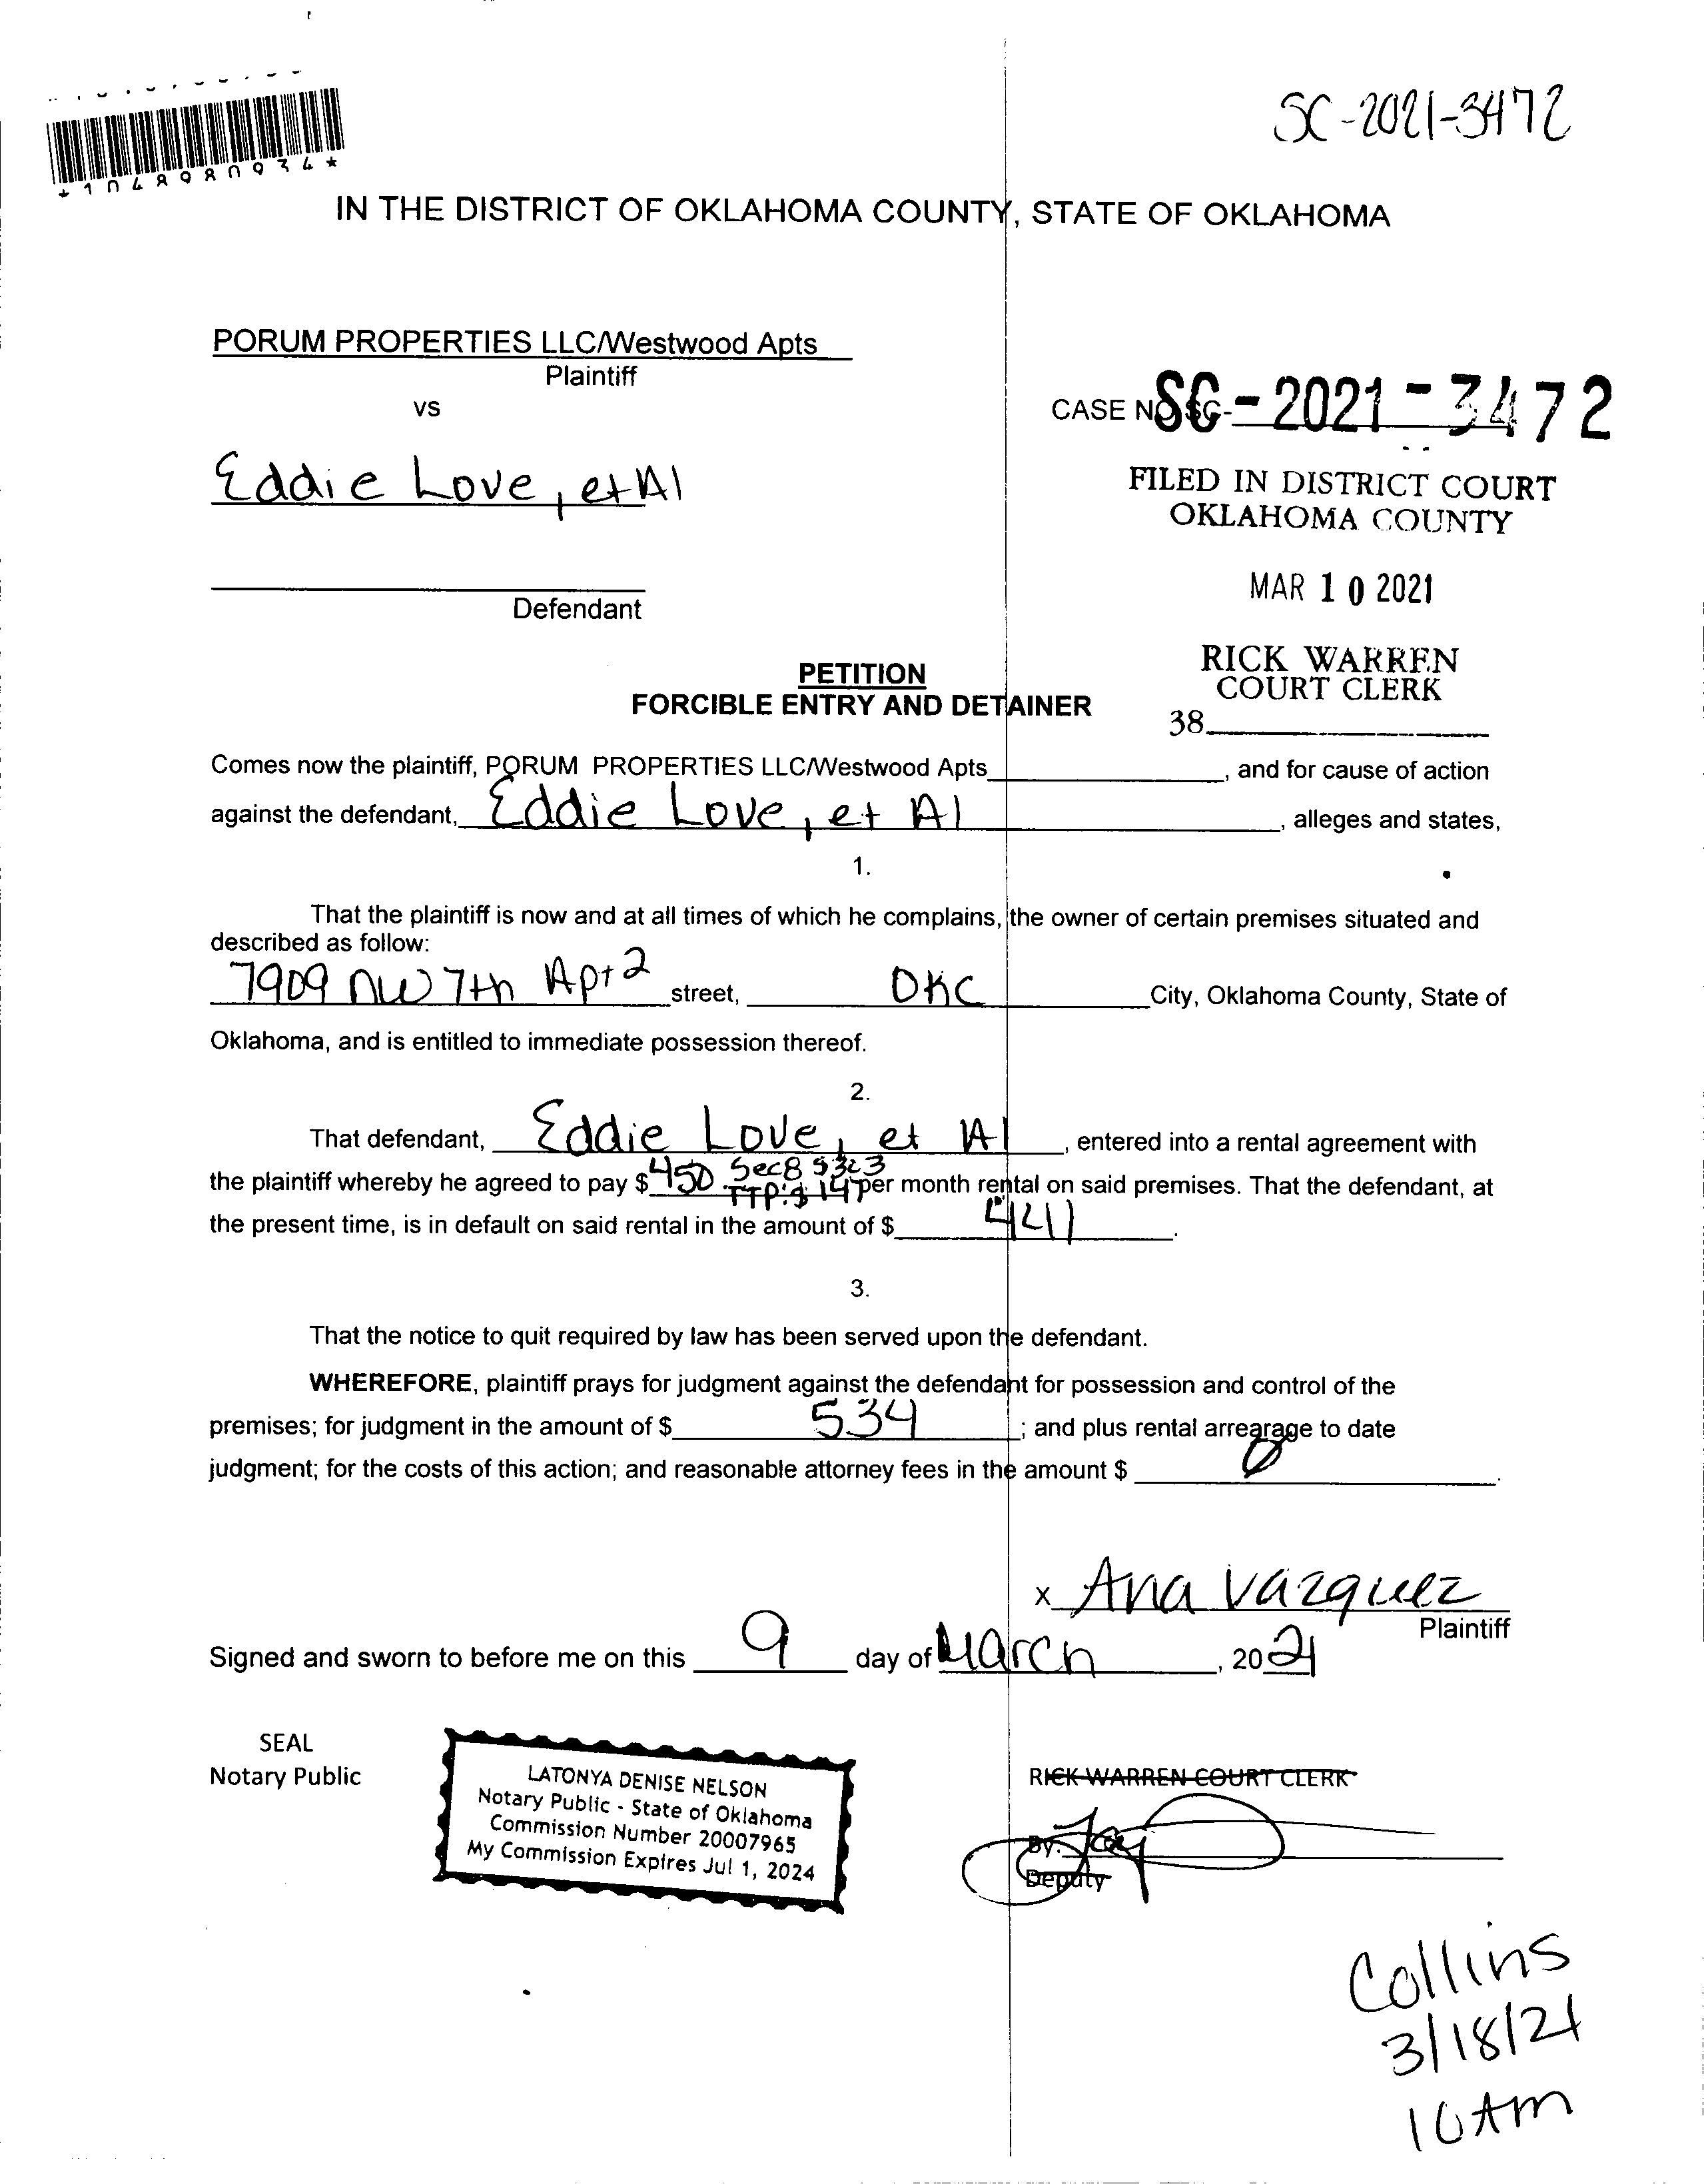 SC-2021-3472
IN THE DISTRICT OF OKLAHOMA COUNTY, STATE OF OKLAHOMA
PORUM PROPERTIES LLC/Westwood Apts
Plaintiff
vs
CASE NO SC-
SC-2021-3472
Eddie Love, et Al
FILED IN DISTRICT COURT
OKLAHOMA COUNTY
MAR 10 2021
Defendant
RICK WARREN
COURT CLERK
38
PETITION
FORCIBLE ENTRY AND DETAINER
Comes now the plaintiff, PORUM PROPERTIES LLC/Westwood Apts , and for cause of action
against the defendant, Eddie Love, et Al , alleges and states,
1.
That the plaintiff is now and at all times of which he complains, the owner of certain premises situated and
described as follow:
7909 NW 7th Apt 2 street, OKC City, Oklahoma County, State of
Oklahoma, and is entitled to immediate possession thereof.
2.
That defendant, Eddie Love, et Al , entered into a rental agreement with
Sec8
the plaintiff whereby he agreed to pay $ 450 TTP:$ 147 per month rental on said premises. That the defendant, at
the present time, is in default on said rental in the amount of $ 441 .
3.
That the notice to quit required by law has been served upon the defendant.
WHEREFORE, plaintiff prays for judgment against the defendant for possession and control of the
premises; for judgment in the amount of $ 534 ; and plus rental arrearage to date
judgment; for the costs of this action; and reasonable attorney fees in the amount $ 0 .
x Ana Vazquez
Plaintiff
Signed and sworn to before me on this 9 day of March , 2021
SEAL
Notary Public
LATONYA DENISE NELSON
Notary Public - State of Oklahoma
Commission Number 20007965
My Commission Expires Jul 1, 2024
RICK WARREN COURT CLERK
By:
Deputy
Collins
3/18/21
10Am